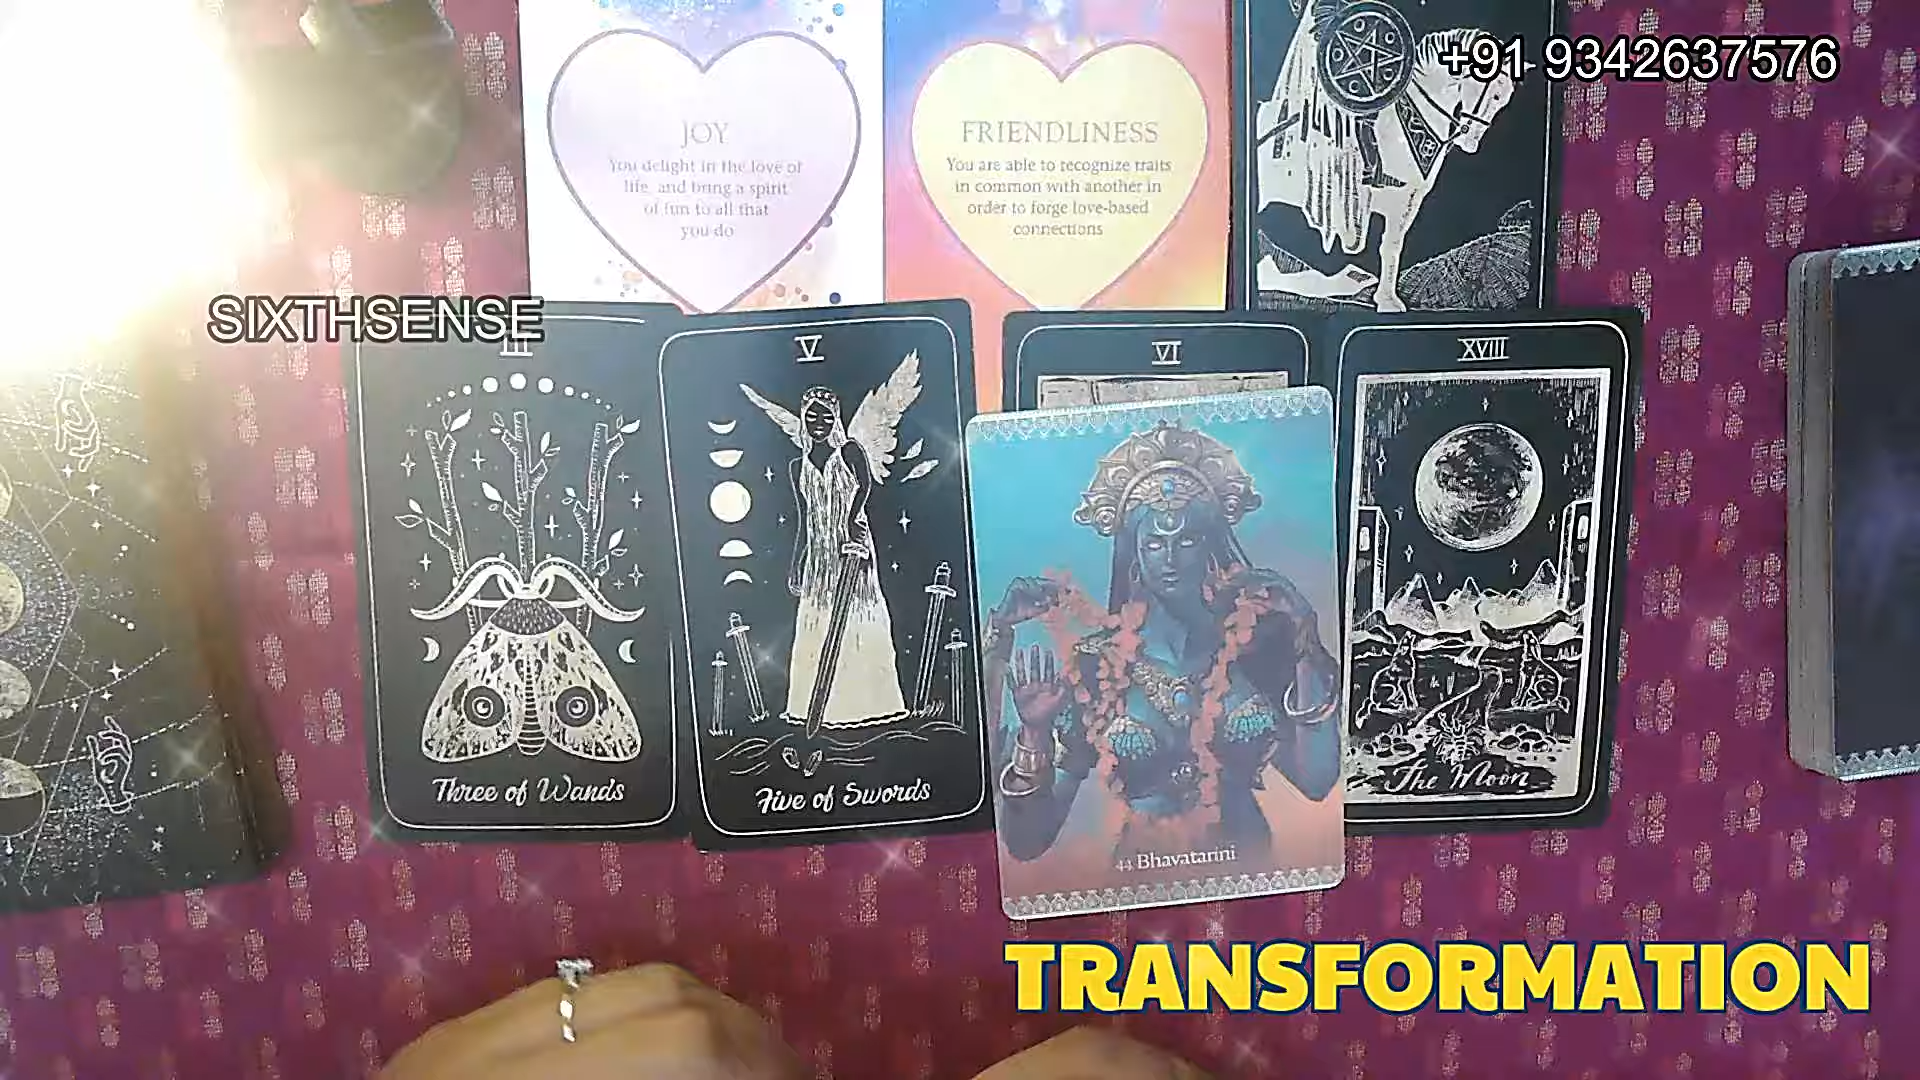 +91 9342637576
JOY
You delight in the love of
life, and bring a spirit
of fun to all that
you do
FRIENDLINESS
You are able to recognize traits
in common with another in
order to forge love-based
connections
SIXTHSENSE
III
V
VI
XVIII
Three of Wands
Five of Swords
44 Bhavatarini
The Moon
TRANSFORMATION